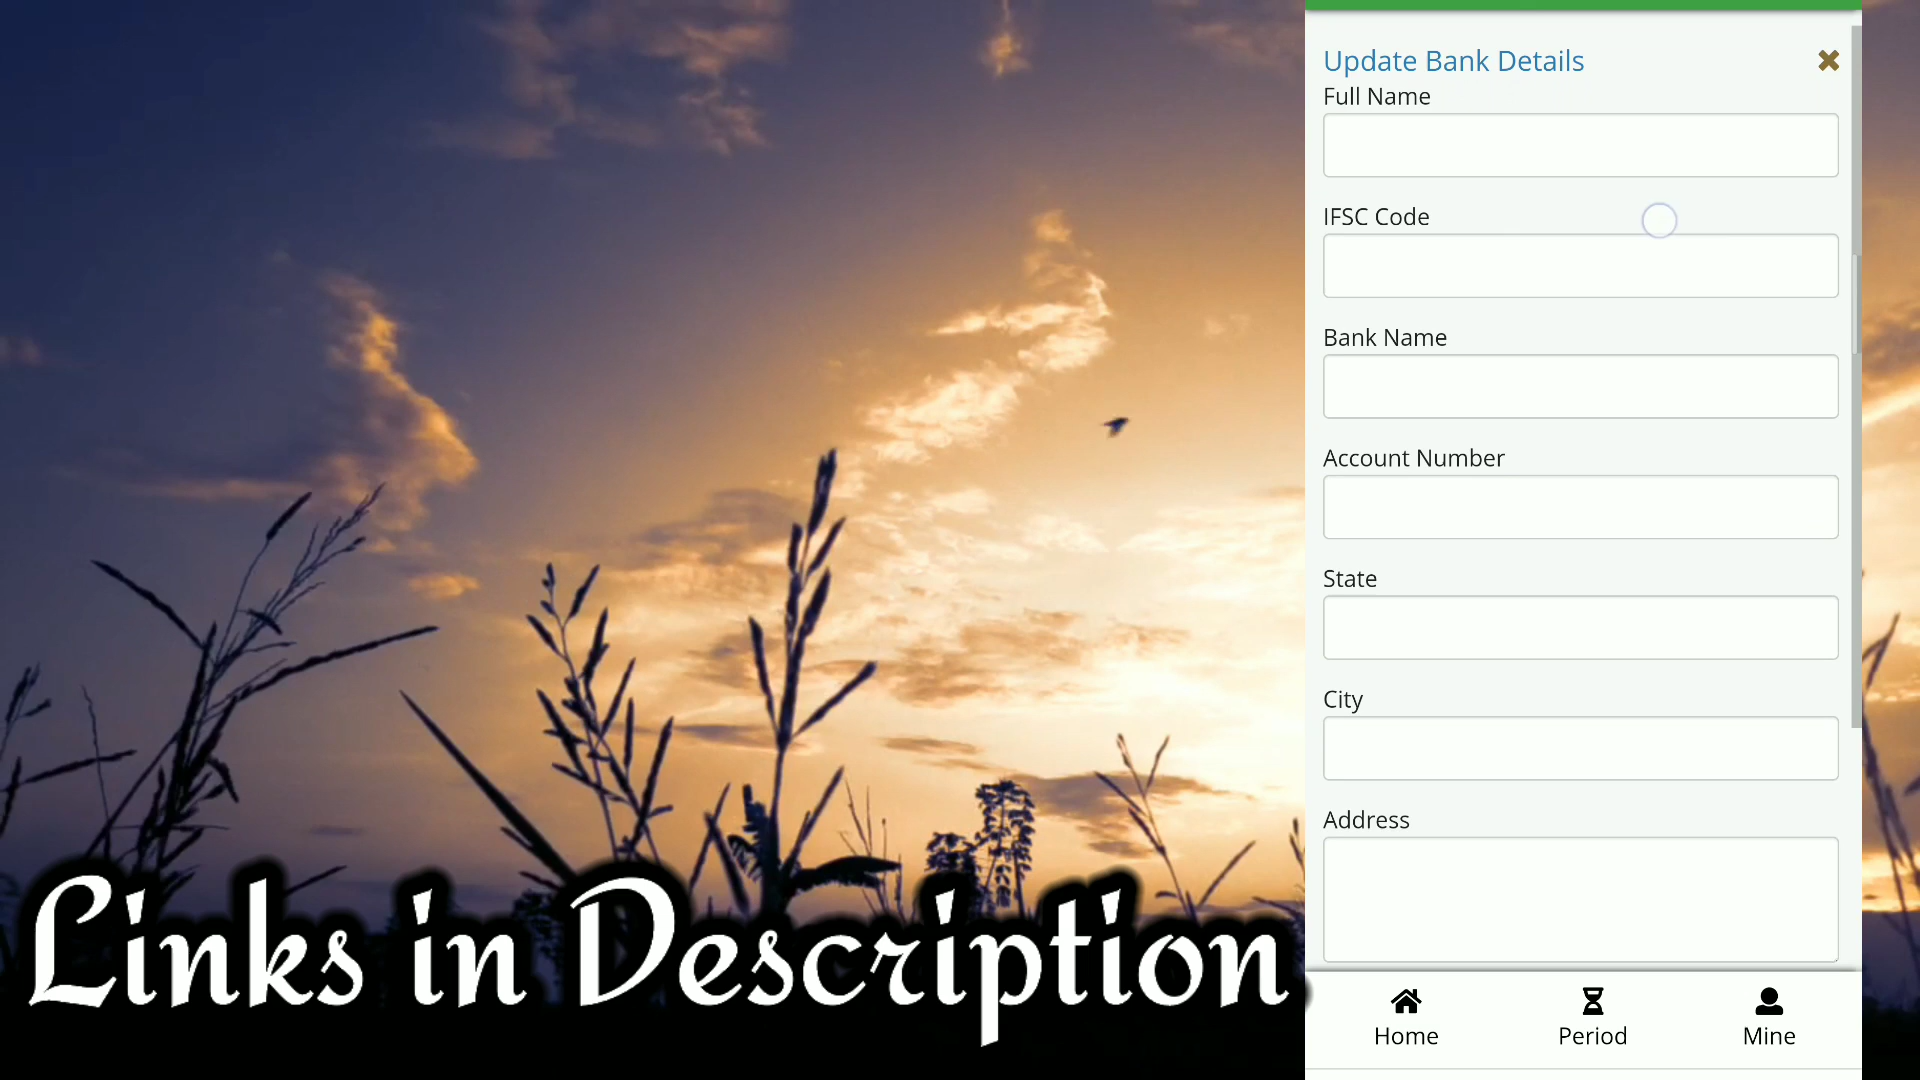 Update Bank Details
Full Name
IFSC Code
Bank Name
Account Number
State
City
Address
Home
Period
Mine
Links in Description